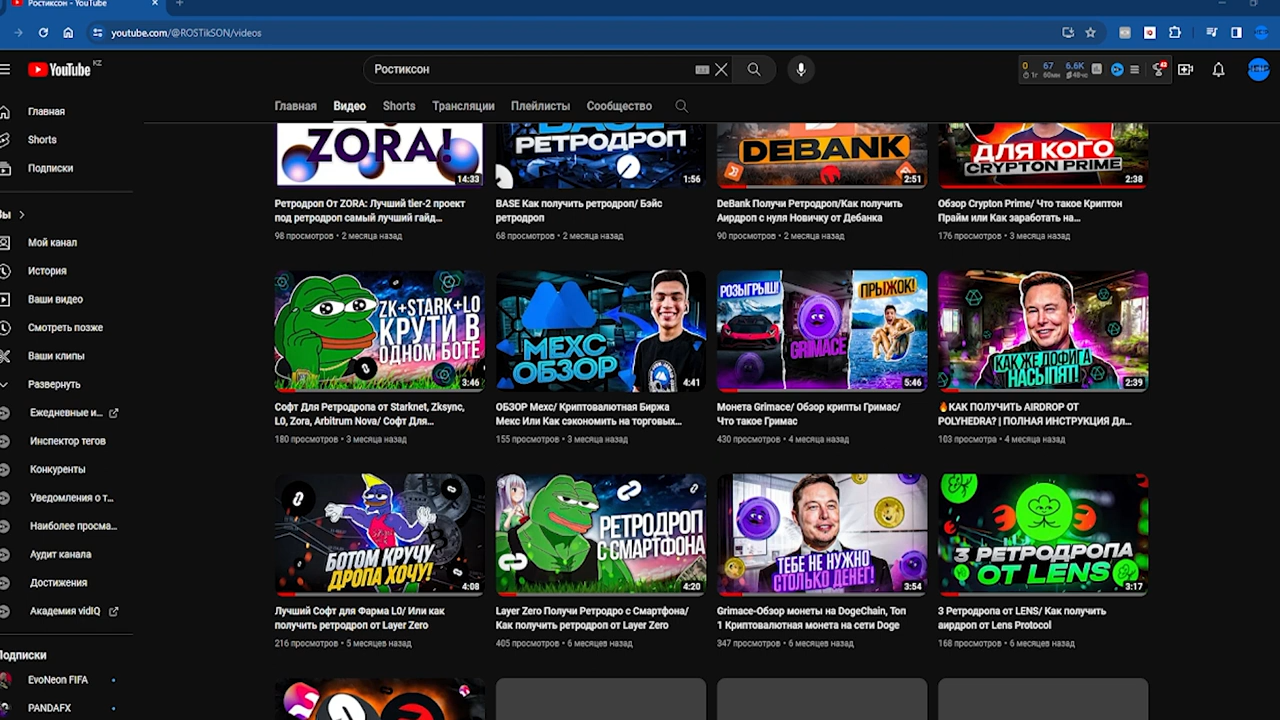 Ростиксон - YouTube
youtube.com/@ROSTikSON/videos
YouTube KZ
Ростиксон
0 67 6.6K
1г 60мин 48чс
Главная Видео Shorts Трансляции Плейлисты Сообщество
Главная
Shorts
Подписки
Вы
Мой канал
История
Ваши видео
Смотреть позже
Ваши клипы
Развернуть
Ежедневные и...
Инспектор тегов
Конкуренты
Уведомления о т...
Наиболее просма...
Аудит канала
Достижения
Академия vidIQ
Подписки
EvoNeon FIFA
PANDAFX
ZORA!
14:33
Ретродроп От ZORA: Лучший tier-2 проект
под ретродроп самый лучший гайд...
98 просмотров • 2 месяца назад
BASE
РЕТРОДРОП
1:56
BASE Как получить ретродроп/ Бэйс
ретродроп
68 просмотров • 2 месяца назад
DEBANK
2:51
DeBank Получи Ретродроп/Как получить
Аирдроп с нуля Новичку от Дебанка
90 просмотров • 2 месяца назад
ДЛЯ КОГО
CRYPTON PRIME
2:38
Обзор Crypton Prime/ Что такое Криптон
Прайм или Как заработать на...
176 просмотров • 3 месяца назад
ZK+STARK+LO
КРУТИ В
ОДНОМ БОТЕ
3:46
Софт Для Ретродропа от Starknet, Zksync,
L0, Zora, Arbitrum Nova/ Софт Для...
180 просмотров • 3 месяца назад
МЕХС
ОБЗОР
4:41
ОБЗОР Мехс/ Криптовалютная Биржа
Мекс Или Как сэкономить на торговых...
155 просмотров • 3 месяца назад
РОЗЫГРЫШ!
GRIMACE
ПРЫЖОК!
5:46
Монета Grimace/ Обзор крипты Гримас/
Что такое Гримас
430 просмотров • 4 месяца назад
КАК ЖЕ ДОФИГА
НАСЫПЯТ!
2:39
🔥КАК ПОЛУЧИТЬ AIRDROP ОТ
POLYHEDRA? | ПОЛНАЯ ИНСТРУКЦИЯ Дл...
103 просмотра • 4 месяца назад
БОТОМ КРУЧУ
ДРОПА ХОЧУ!
4:08
Лучший Софт для Фарма L0/ Или как
получить ретродроп от Layer Zero
216 просмотров • 5 месяцев назад
РЕТРОДРОП
С СМАРТФОНА
4:20
Layer Zero Получи Ретродро с Смартфона/
Как получить ретродроп от Layer Zero
405 просмотров • 6 месяцев назад
ТЕБЕ НЕ НУЖНО
СТОЛЬКО ДЕНЕГ!
3:54
Grimace-Обзор монеты на DogeChain, Топ
1 Криптовалютная монета на сети Doge
347 просмотров • 6 месяцев назад
3 РЕТРОДРОПА
ОТ LENS
3:17
3 Ретродропа от LENS/ Как получить
аирдроп от Lens Protocol
168 просмотров • 6 месяцев назад